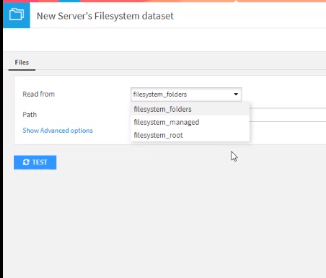 New Server's Filesystem dataset
Files
Read from
filesystem_folders
filesystem_folders
filesystem_managed
Path
filesystem_root
Show Advanced options
TEST